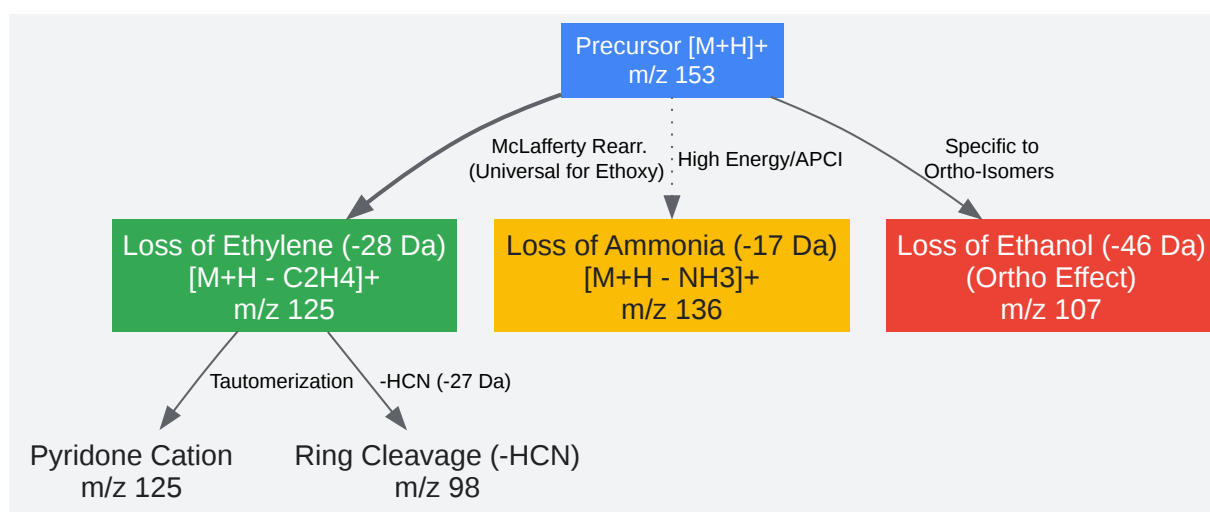 Precursor [M+H]+
m/z 153
McLafferty Rearr.
(Universal for Ethoxy)
High Energy/APCI
Specific to
Ortho-Isomers
Loss of Ethylene (-28 Da)
[M+H - C2H4]+
m/z 125
Loss of Ammonia (-17 Da)
[M+H - NH3]+
m/z 136
Loss of Ethanol (-46 Da)
(Ortho Effect)
m/z 107
Tautomerization
-HCN (-27 Da)
Pyridone Cation
m/z 125
Ring Cleavage (-HCN)
m/z 98